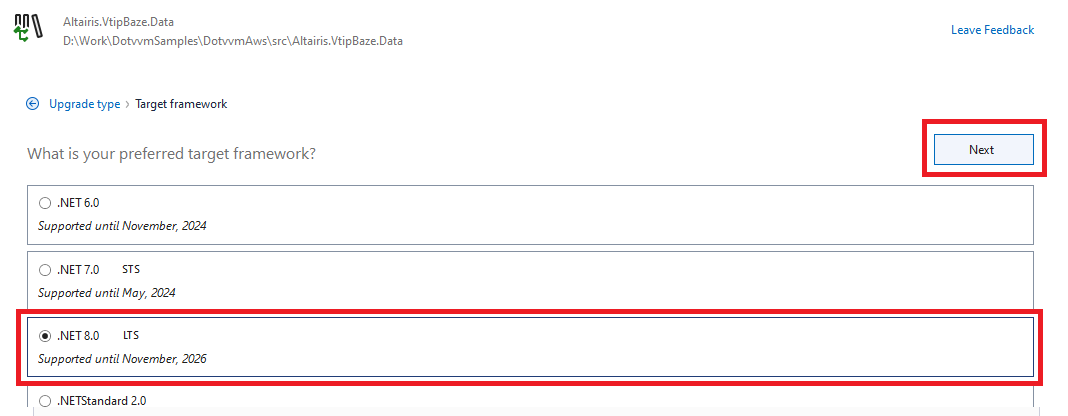 Altairis.VtipBaze.Data
D:\Work\DotvvmSamples\DotvvmAws\src\Altairis.VtipBaze.Data
Leave Feedback
Upgrade type › Target framework
What is your preferred target framework?
Next
.NET 6.0
Supported until November, 2024
.NET 7.0 STS
Supported until May, 2024
.NET 8.0 LTS
Supported until November, 2026
.NETStandard 2.0